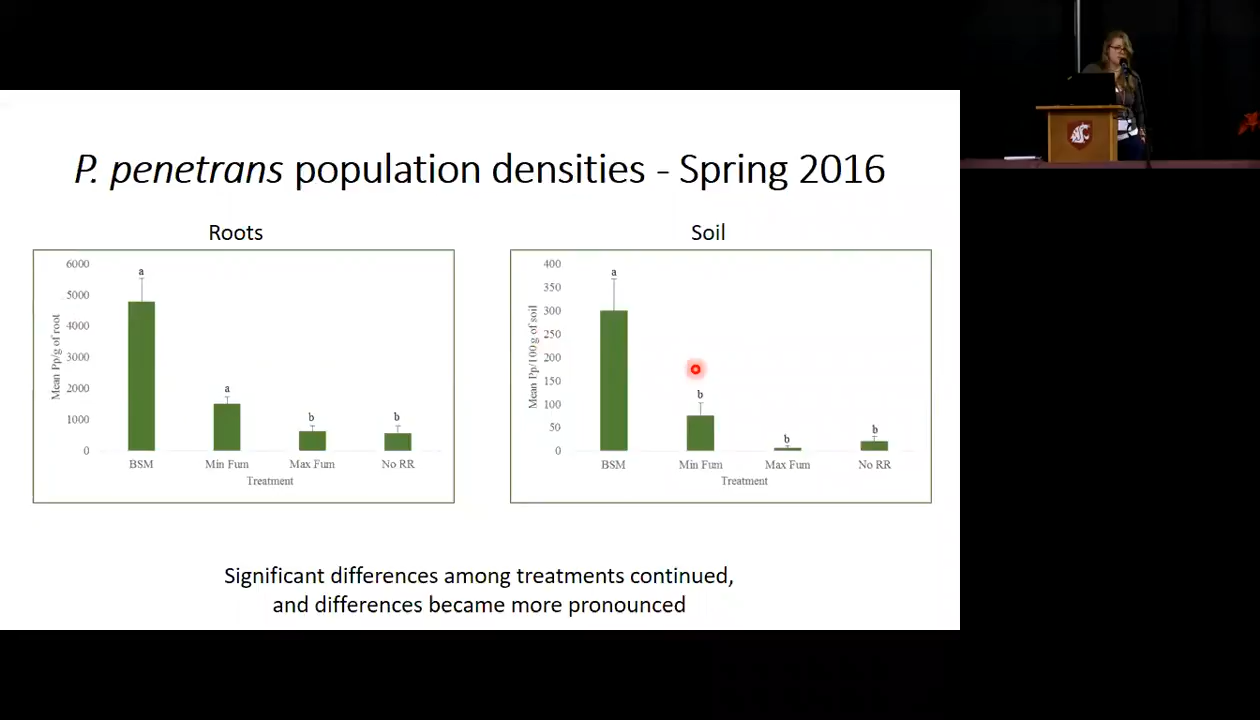 P. penetrans population densities - Spring 2016
Roots
6000
5000
4000
3000
2000
1000
0
Mean Pp/g of root
a
a
b
b
BSM
Min Fum
Max Fum
No RR
Treatment
Soil
400
350
300
250
200
150
100
50
0
Mean Pp/100 g of soil
a
b
b
b
BSM
Min Fum
Max Fum
No RR
Treatment
Significant differences among treatments continued,
and differences became more pronounced